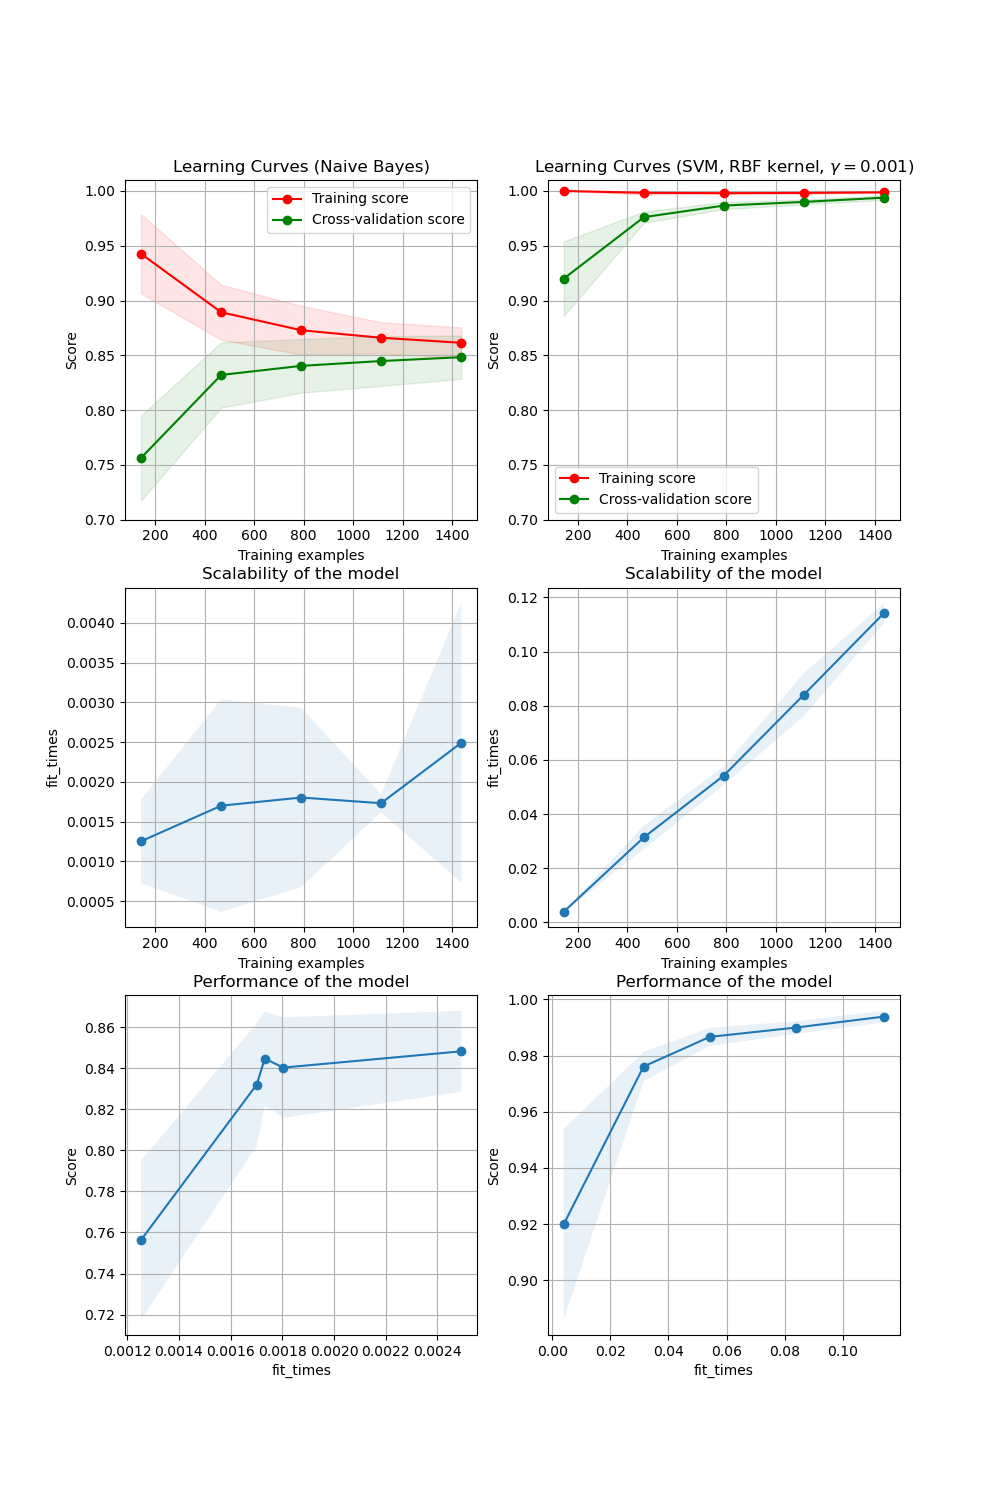 Learning Curves (Naive Bayes)
1.00
0.95
0.90
0.85
0.80
0.75
0.70
Score
Training score
Cross-validation score
200 400 600 800 1000 1200 1400
Training examples
Learning Curves (SVM, RBF kernel, γ = 0.001)
1.00
0.95
0.90
0.85
0.80
0.75
0.70
Score
Training score
Cross-validation score
200 400 600 800 1000 1200 1400
Training examples
Scalability of the model
0.0040
0.0035
0.0030
0.0025
0.0020
0.0015
0.0010
0.0005
fit_times
200 400 600 800 1000 1200 1400
Training examples
Scalability of the model
0.12
0.10
0.08
0.06
0.04
0.02
0.00
fit_times
200 400 600 800 1000 1200 1400
Training examples
Performance of the model
0.86
0.84
0.82
0.80
0.78
0.76
0.74
0.72
Score
0.0012 0.0014 0.0016 0.0018 0.0020 0.0022 0.0024
fit_times
Performance of the model
1.00
0.98
0.96
0.94
0.92
0.90
Score
0.00 0.02 0.04 0.06 0.08 0.10
fit_times